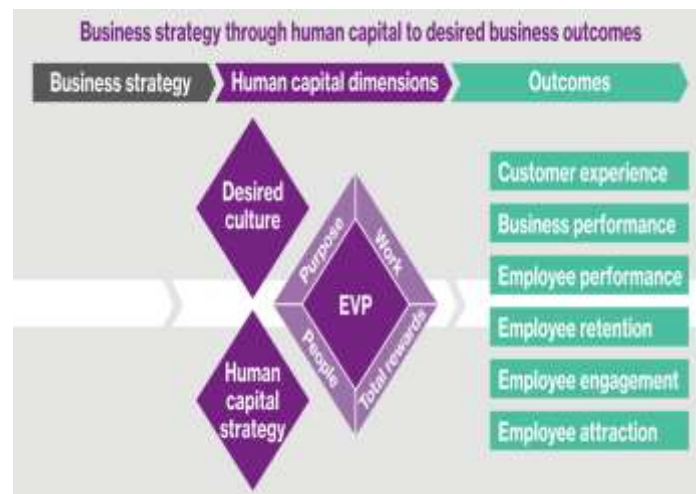 Business strategy through human capital to desired business outcomes
Business strategy
Human capital dimensions
Outcomes
Desired
culture
Human
capital
strategy
Purpose
Work
People
Total rewards
EVP
Customer experience
Business performance
Employee performance
Employee retention
Employee engagement
Employee attraction